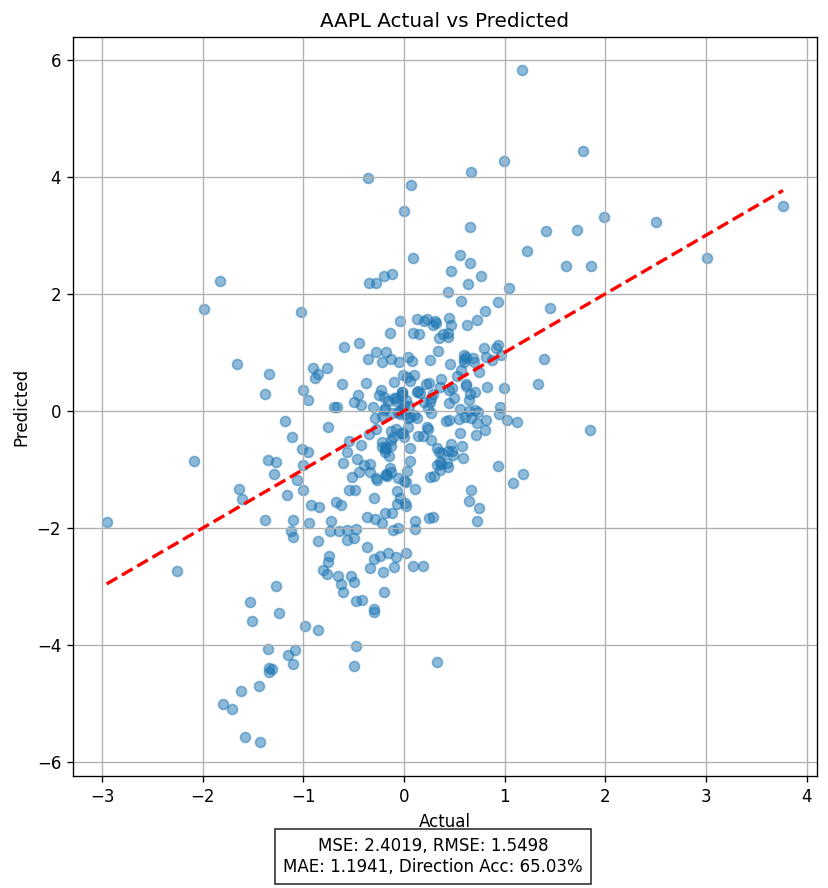 AAPL Actual vs Predicted
6
4
2
0
−2
−4
−6
Predicted
−3 −2 −1 0 1 2 3 4
Actual
MSE: 2.4019, RMSE: 1.5498
MAE: 1.1941, Direction Acc: 65.03%